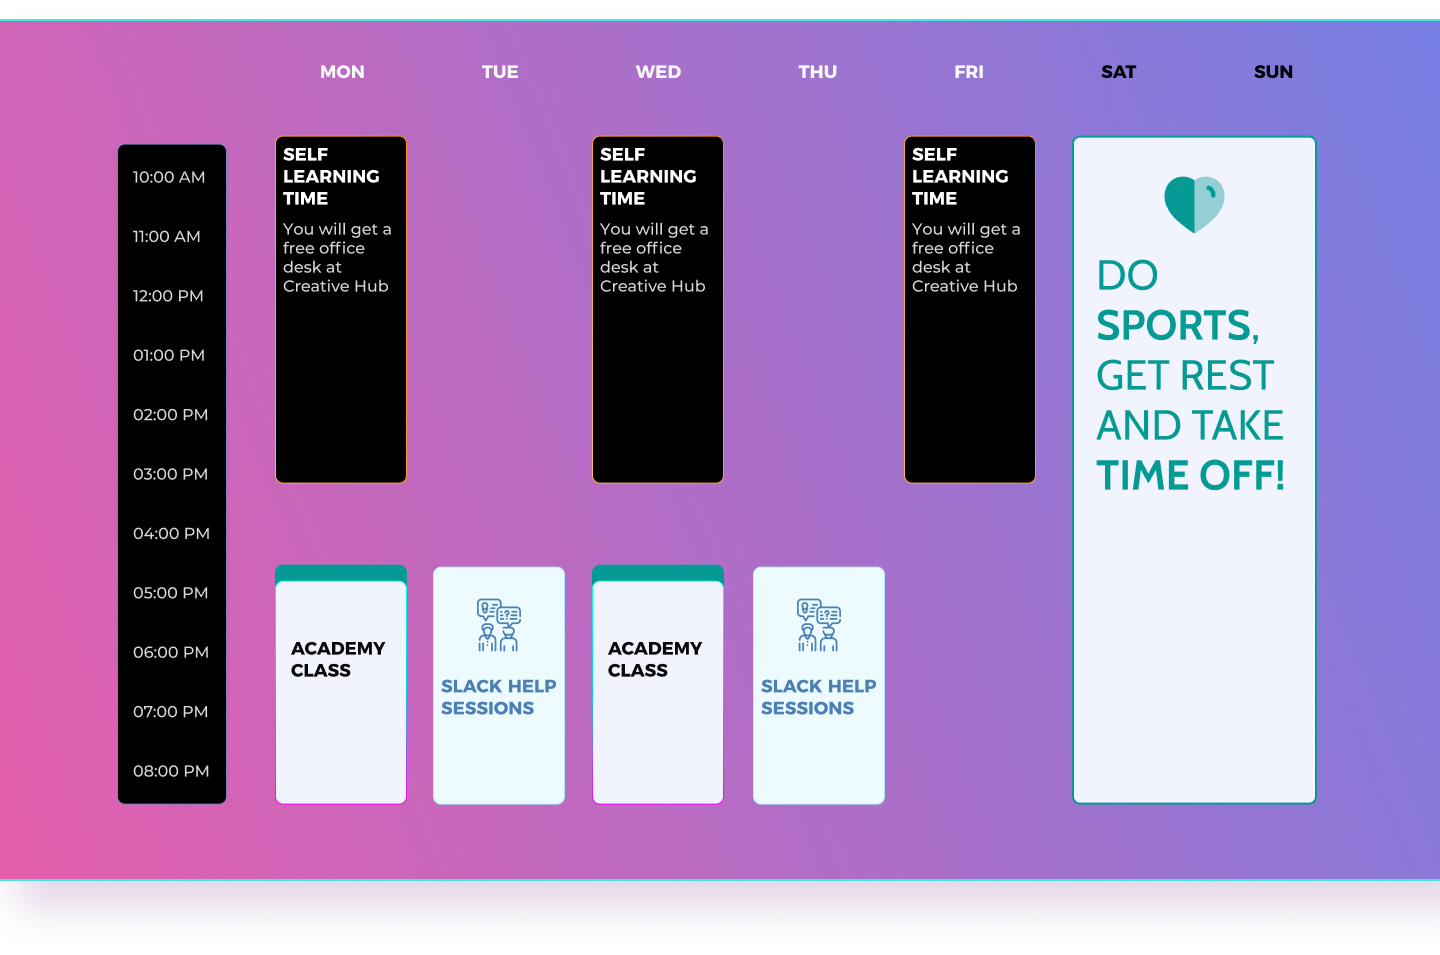 MON
TUE
WED
THU
FRI
SAT
SUN
10:00 AM
11:00 AM
12:00 PM
01:00 PM
02:00 PM
03:00 PM
04:00 PM
05:00 PM
06:00 PM
07:00 PM
08:00 PM
SELF
LEARNING
TIME
You will get a
free office
desk at
Creative Hub
SELF
LEARNING
TIME
You will get a
free office
desk at
Creative Hub
SELF
LEARNING
TIME
You will get a
free office
desk at
Creative Hub
DO
SPORTS,
GET REST
AND TAKE
TIME OFF!
ACADEMY
CLASS
SLACK HELP
SESSIONS
ACADEMY
CLASS
SLACK HELP
SESSIONS